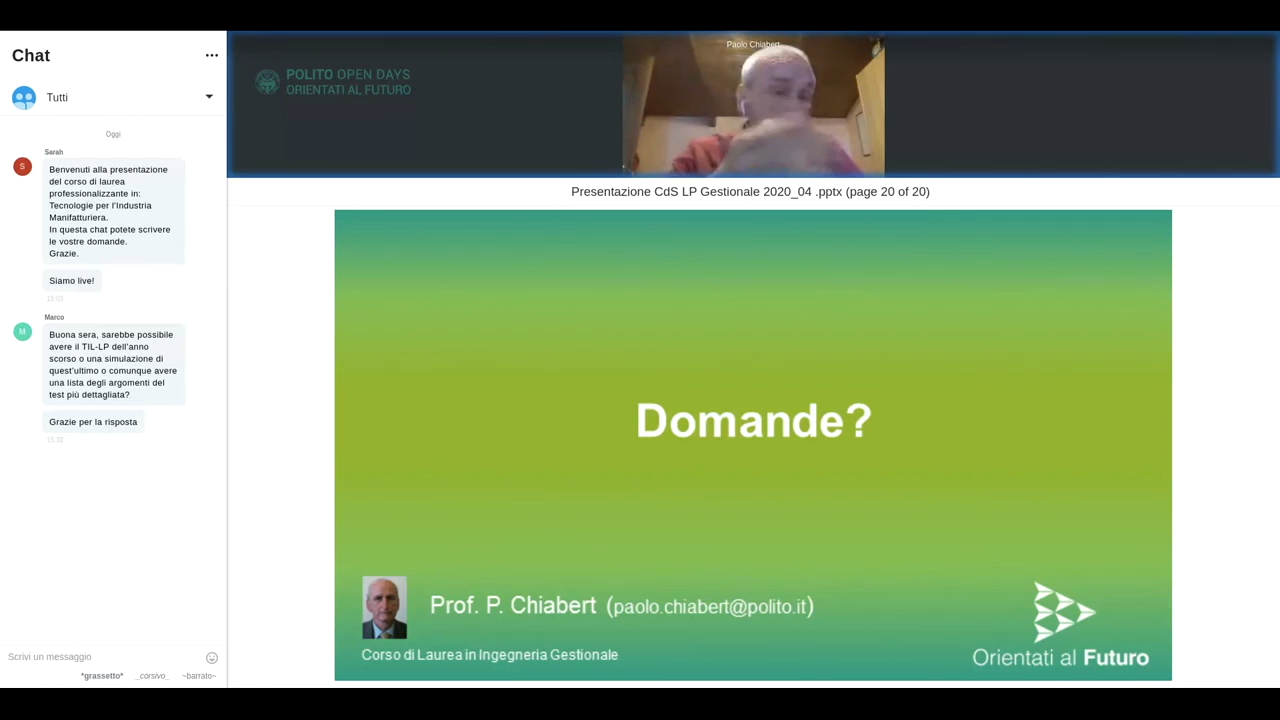 Chat
Tutti
Oggi
Sarah
S
Benvenuti alla presentazione
del corso di laurea
professionalizzante in:
Tecnologie per l'Industria
Manifatturiera.
In questa chat potete scrivere
le vostre domande.
Grazie.
Siamo live!
15:03
Marco
M
Buona sera, sarebbe possibile
avere il TIL-LP dell'anno
scorso o una simulazione di
quest'ultimo o comunque avere
una lista degli argomenti del
test più dettagliata?
Grazie per la risposta
15:32
Scrivi un messaggio
*grassetto* _corsivo_ ~barrato~
POLITO OPEN DAYS
ORIENTATI AL FUTURO
Paolo Chiabert
Presentazione CdS LP Gestionale 2020_04 .pptx (page 20 of 20)
Domande?
Prof. P. Chiabert (paolo.chiabert@polito.it)
Corso di Laurea in Ingegneria Gestionale
Orientati al Futuro